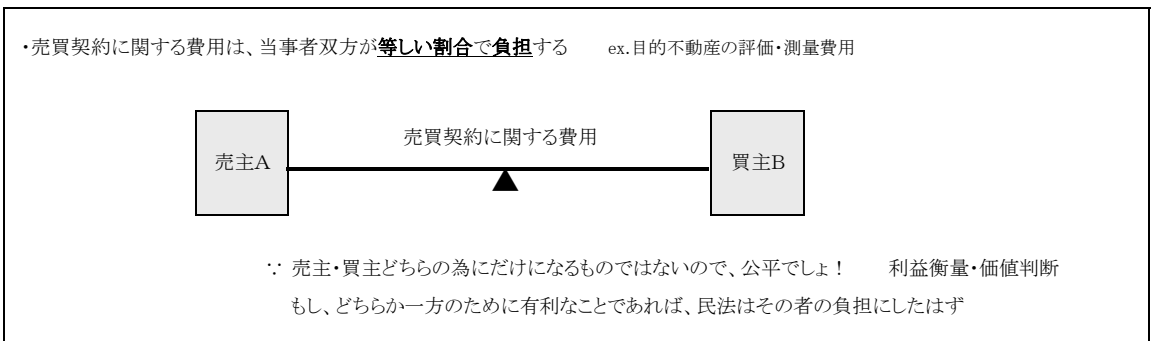 ・売買契約に関する費用は、当事者双方が等しい割合で負担する　　ex.目的不動産の評価・測量費用
売買契約に関する費用
売主A
買主B
∵ 売主・買主どちらの為にだけになるものではないので、公平でしょ！　　利益衡量・価値判断
もし、どちらか一方のために有利なことであれば、民法はその者の負担にしたはず